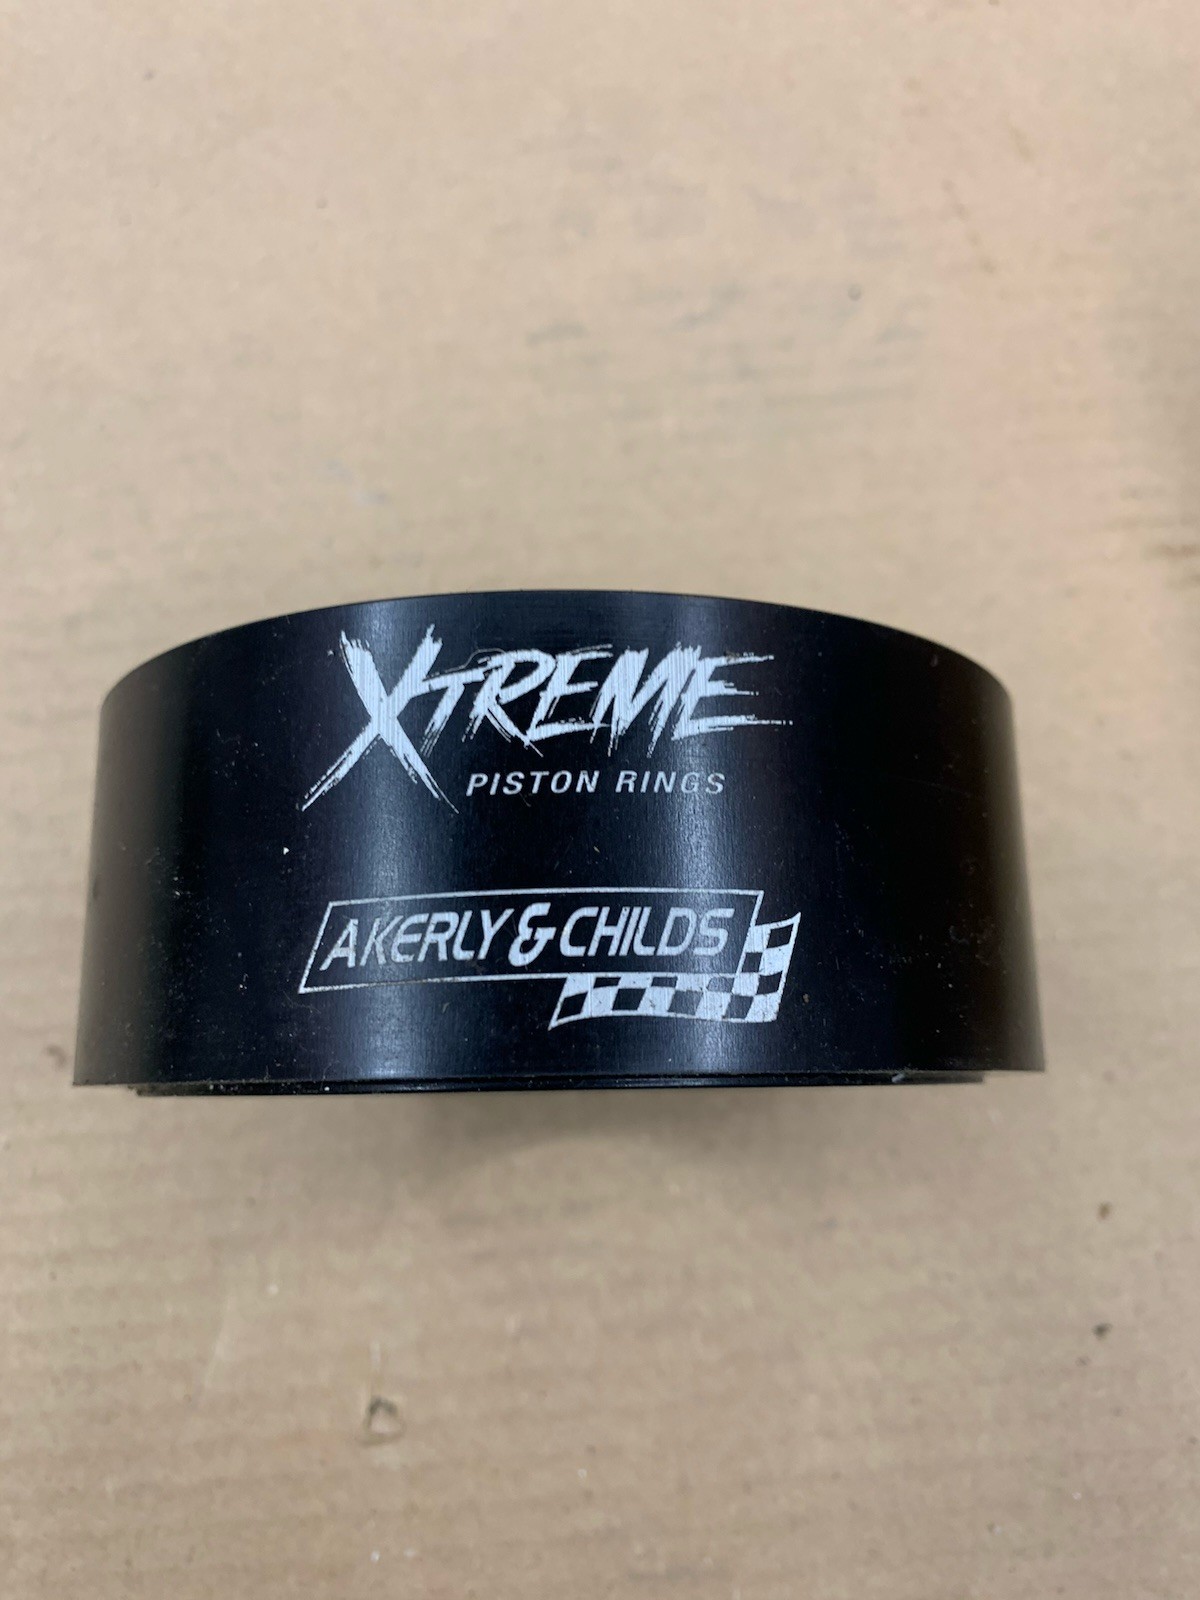 XTREME
PISTON RINGS
AKERLY & CHILDS